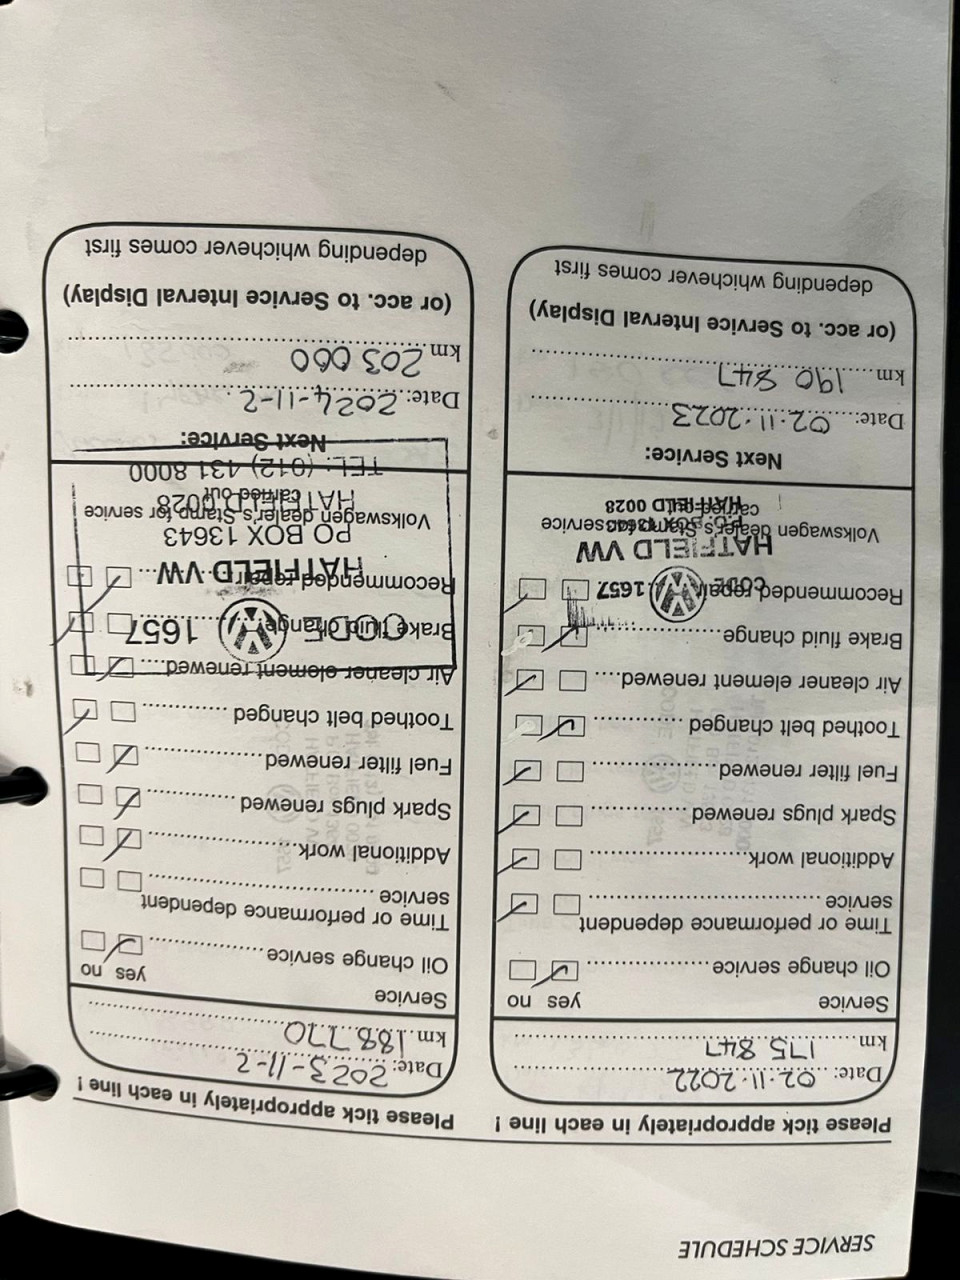 SERVICE SCHEDULE
Please tick appropriately in each line !
Date: 02.11.2022
km 175 847
Service yes no
Oil change service
Time or performance dependent
service
Additional work
Spark plugs renewed
Fuel filter renewed
Toothed belt changed
Air cleaner element renewed
Brake fluid change
Recommended repair
CODE 1657
HATFIELD VW
P.O. BOX 13643
HATFIELD 0028
Volkswagen dealer's Stamp for service
carried out
Next Service:
Date: 02.11.2023
km 190 847
(or acc. to Service Interval Display)
depending whichever comes first
Please tick appropriately in each line !
Date: 2023-11-2
km 188 770
Service yes no
Oil change service
Time or performance dependent
service
Additional work
Spark plugs renewed
Fuel filter renewed
Toothed belt changed
Air cleaner element renewed
Brake fluid change
Recommended repair
CODE 1657
HATFIELD VW
PO BOX 13643
HATFIELD 0028
TEL: (012) 431 8000
Volkswagen dealer's Stamp for service
carried out
Next Service:
Date: 2024-11-2
km 203 000
(or acc. to Service Interval Display)
depending whichever comes first